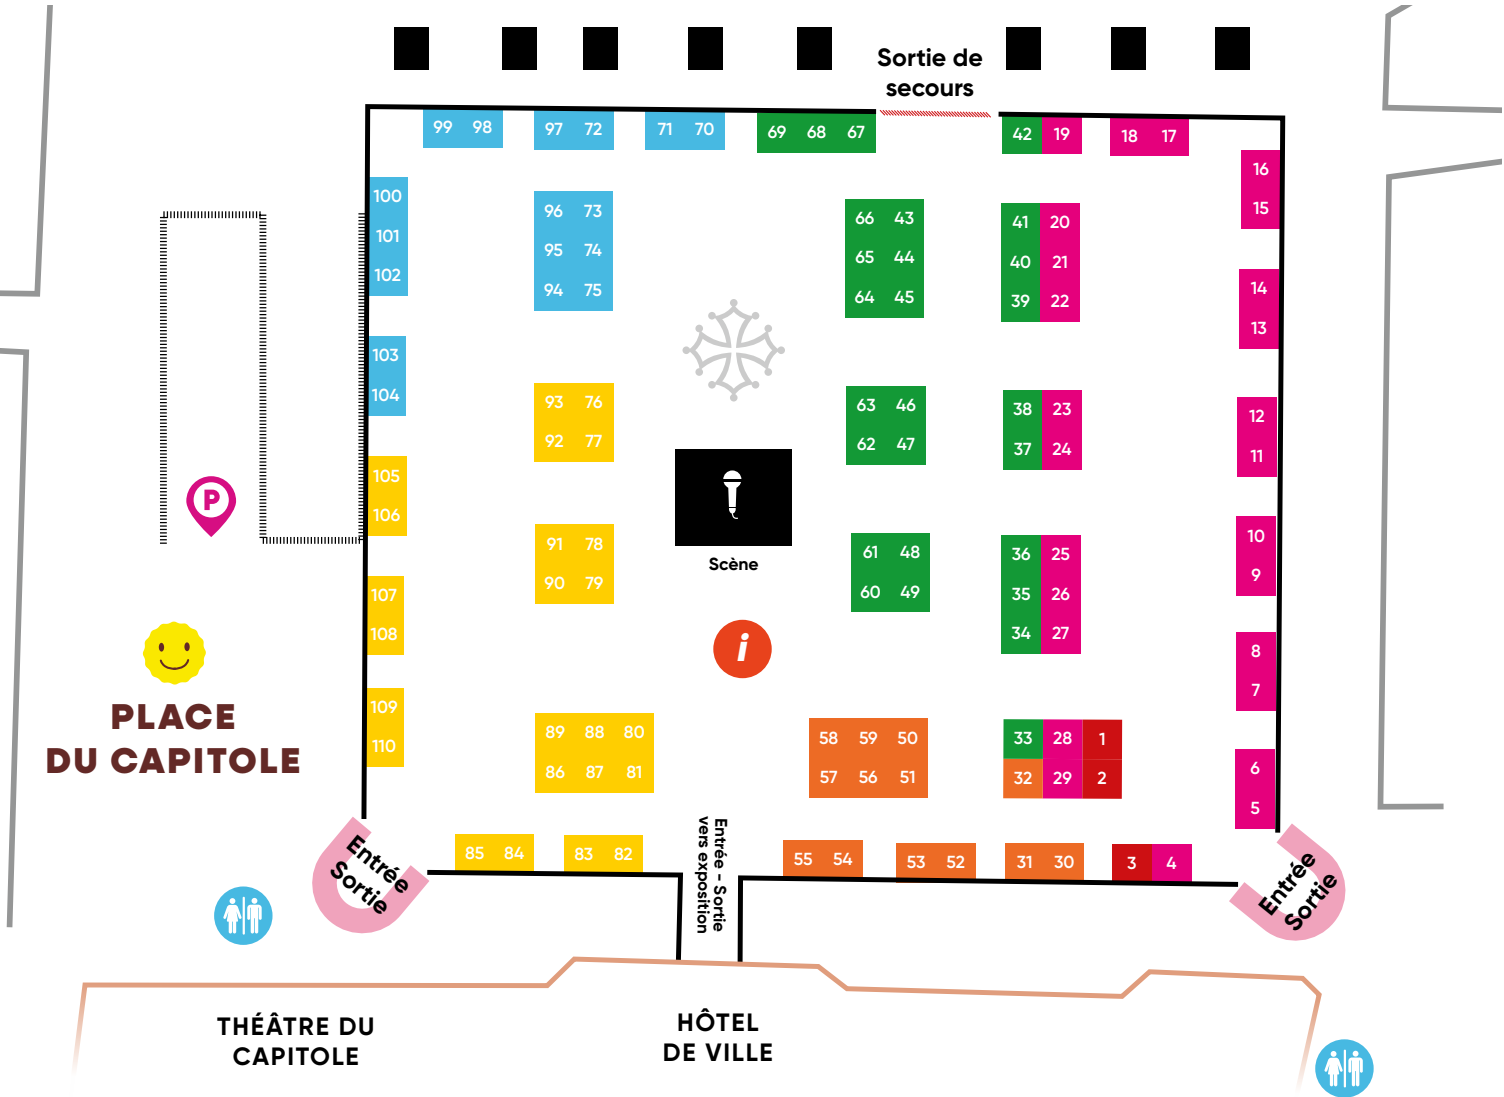 Sortie de
secours
99 98
97 72
71 70
69 68 67
42 19
18 17
16
15
100
101
102
96 73
95 74
94 75
66 43
65 44
64 45
41 20
40 21
39 22
14
13
103
104
93 76
92 77
63 46
62 47
38 23
37 24
12
11
105
106
P
91 78
90 79
Scène
61 48
60 49
36 25
35 26
34 27
10
9
107
108
i
8
7
PLACE
DU CAPITOLE
109
110
89 88 80
86 87 81
58 59 50
57 56 51
33 28 1
32 29 2
6
5
85 84
83 82
Entrée - Sortie
vers exposition
55 54
53 52
31 30
3 4
Entrée
Sortie
Entrée
Sortie
THÉÂTRE DU
CAPITOLE
HÔTEL
DE VILLE